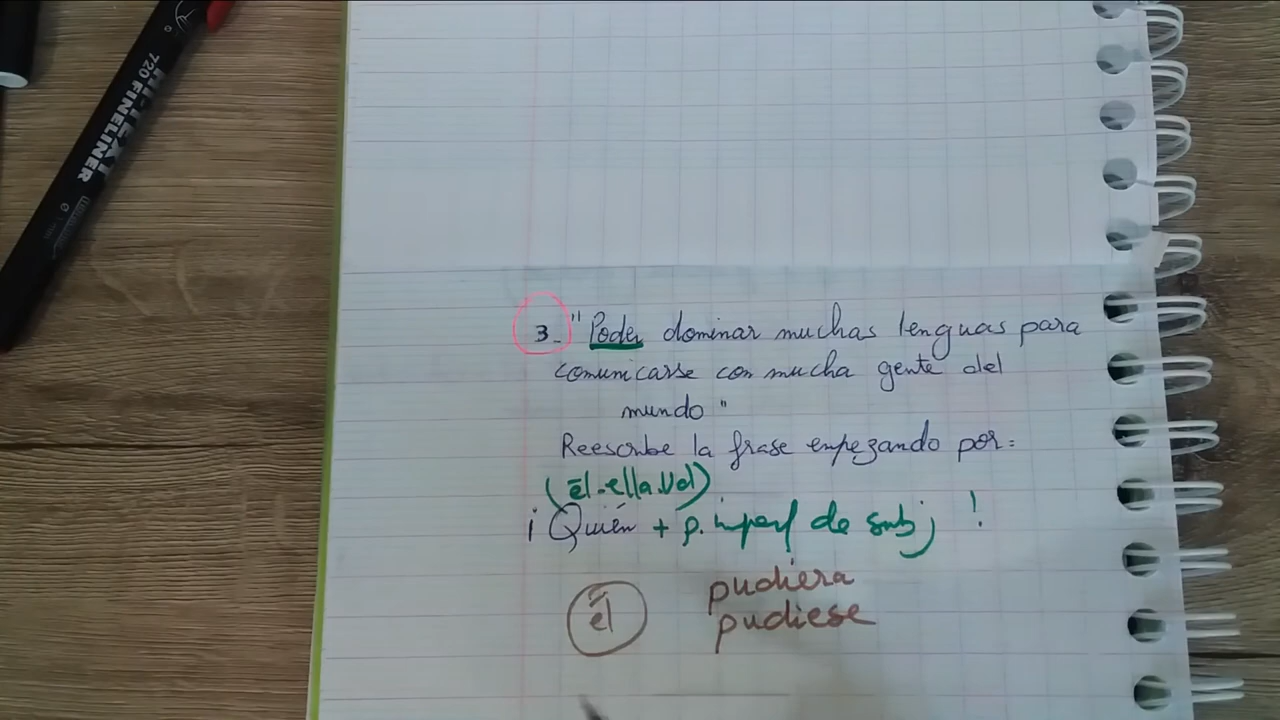 720 FINELINER
3_ "Poder dominar muchas lenguas para
comunicarse con mucha gente del
mundo"
Reescribe la frase empezando por:
(él-ella.Ud)
¡Quién + p. imperf de subj !
él
pudiera
pudiese